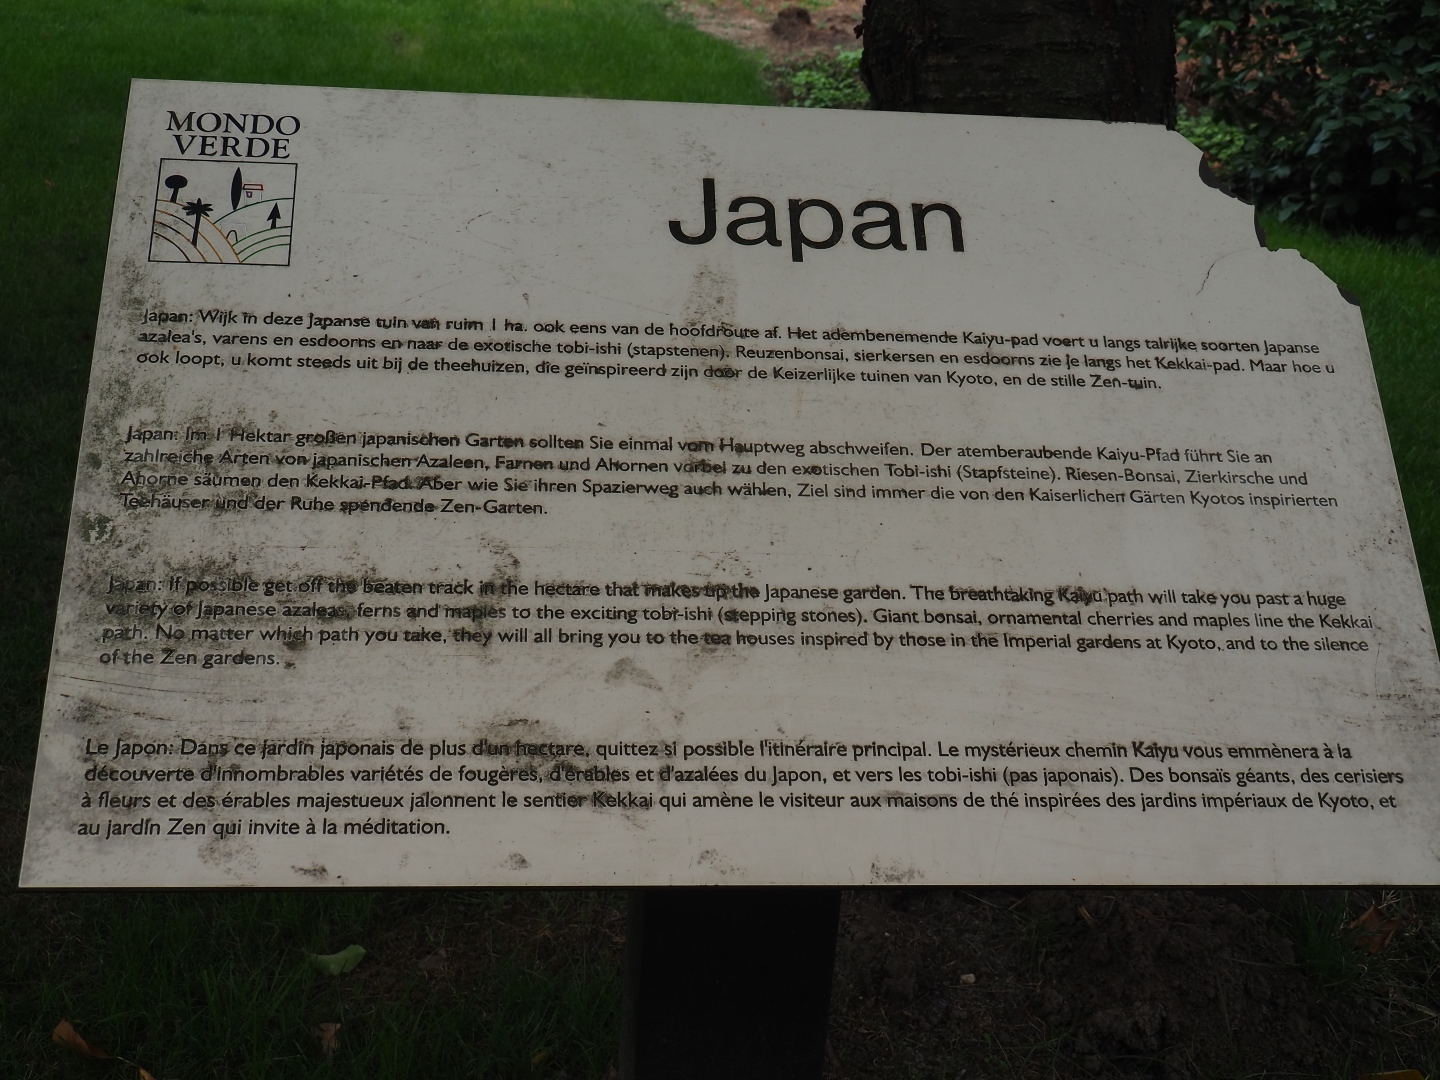 MONDO
VERDE
Japan
Japan: Wijk in deze Japanse tuin van ruim 1 ha. ook eens van de hoofdroute af. Het adembenemende Kaiyu-pad voert u langs talrijke soorten Japanse
azalea's, varens en esdoorns en naar de exotische tobi-ishi (stapstenen). Reuzenbonsai, sierkersen en esdoorns zie je langs het Kekkai-pad. Maar hoe u
ook loopt, u komt steeds uit bij de theehuizen, die geïnspireerd zijn door de Keizerlijke tuinen van Kyoto, en de stille Zen-tuin.
Japan: Im 1 Hektar großen japanischen Garten sollten Sie einmal vom Hauptweg abschweifen. Der atemberaubende Kaiyu-Pfad führt Sie an
zahlreiche Arten von japanischen Azaleen, Farnen und Ahornen vorbei zu den exotischen Tobi-ishi (Stapfsteine). Riesen-Bonsai, Zierkirsche und
Ahorne säumen den Kekkai-Pfad. Aber wie Sie ihren Spazierweg auch wählen, Ziel sind immer die von den Kaiserlichen Gärten Kyotos inspirierten
Teehäuser und der Ruhe spendende Zen-Garten.
Japan: If possible get off the beaten track in the hectare that makes up the Japanese garden. The breathtaking Kaiyu path will take you past a huge
variety of Japanese azaleas, ferns and maples to the exciting tobi-ishi (stepping stones). Giant bonsai, ornamental cherries and maples line the Kekkai
path. No matter which path you take, they will all bring you to the tea houses inspired by those in the Imperial gardens at Kyoto, and to the silence
of the Zen gardens.
Le Japon: Dans ce jardin japonais de plus d'un hectare, quittez si possible l'itinéraire principal. Le mystérieux chemin Kaiyu vous emmènera à la
découverte d'innombrables variétés de fougères, d'érables et d'azalées du Japon, et vers les tobi-ishi (pas japonais). Des bonsaïs géants, des cerisiers
à fleurs et des érables majestueux jalonnent le sentier Kekkai qui amène le visiteur aux maisons de thé inspirées des jardins impériaux de Kyoto, et
au jardin Zen qui invite à la méditation.